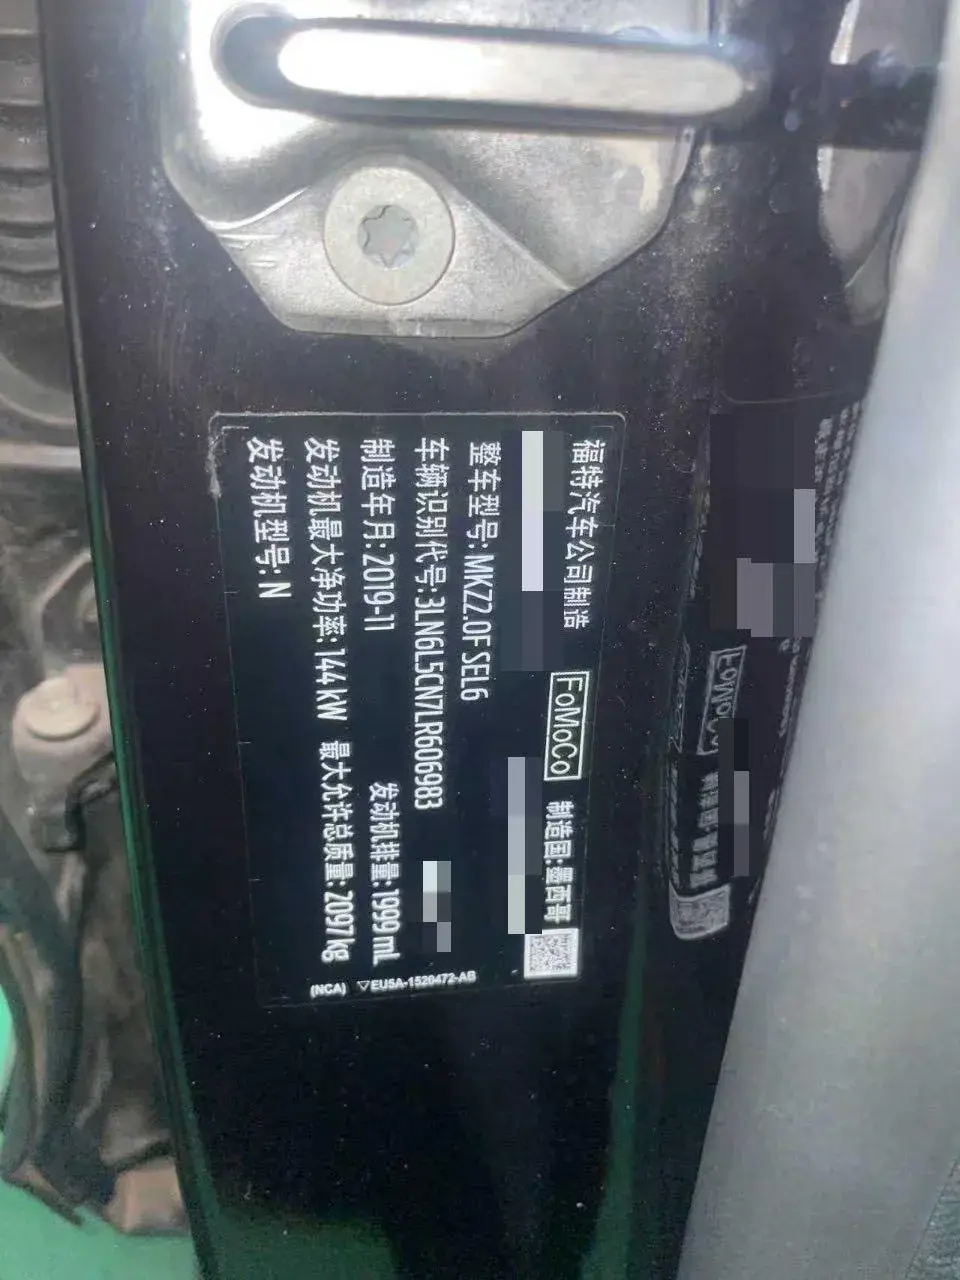 福特汽车公司制造 FoMoCo 制造国:墨西哥
整车型号:MKZ2.0F SEL6
车辆识别代号:3LN6L5CN7LR606983
制造年月:2019-11 发动机排量:1999 mL
发动机最大净功率:144 kW 最大允许总质量:2097kg
发动机型号:N
(NCA) ▽EU5A-1520472-AB
FoMoCo